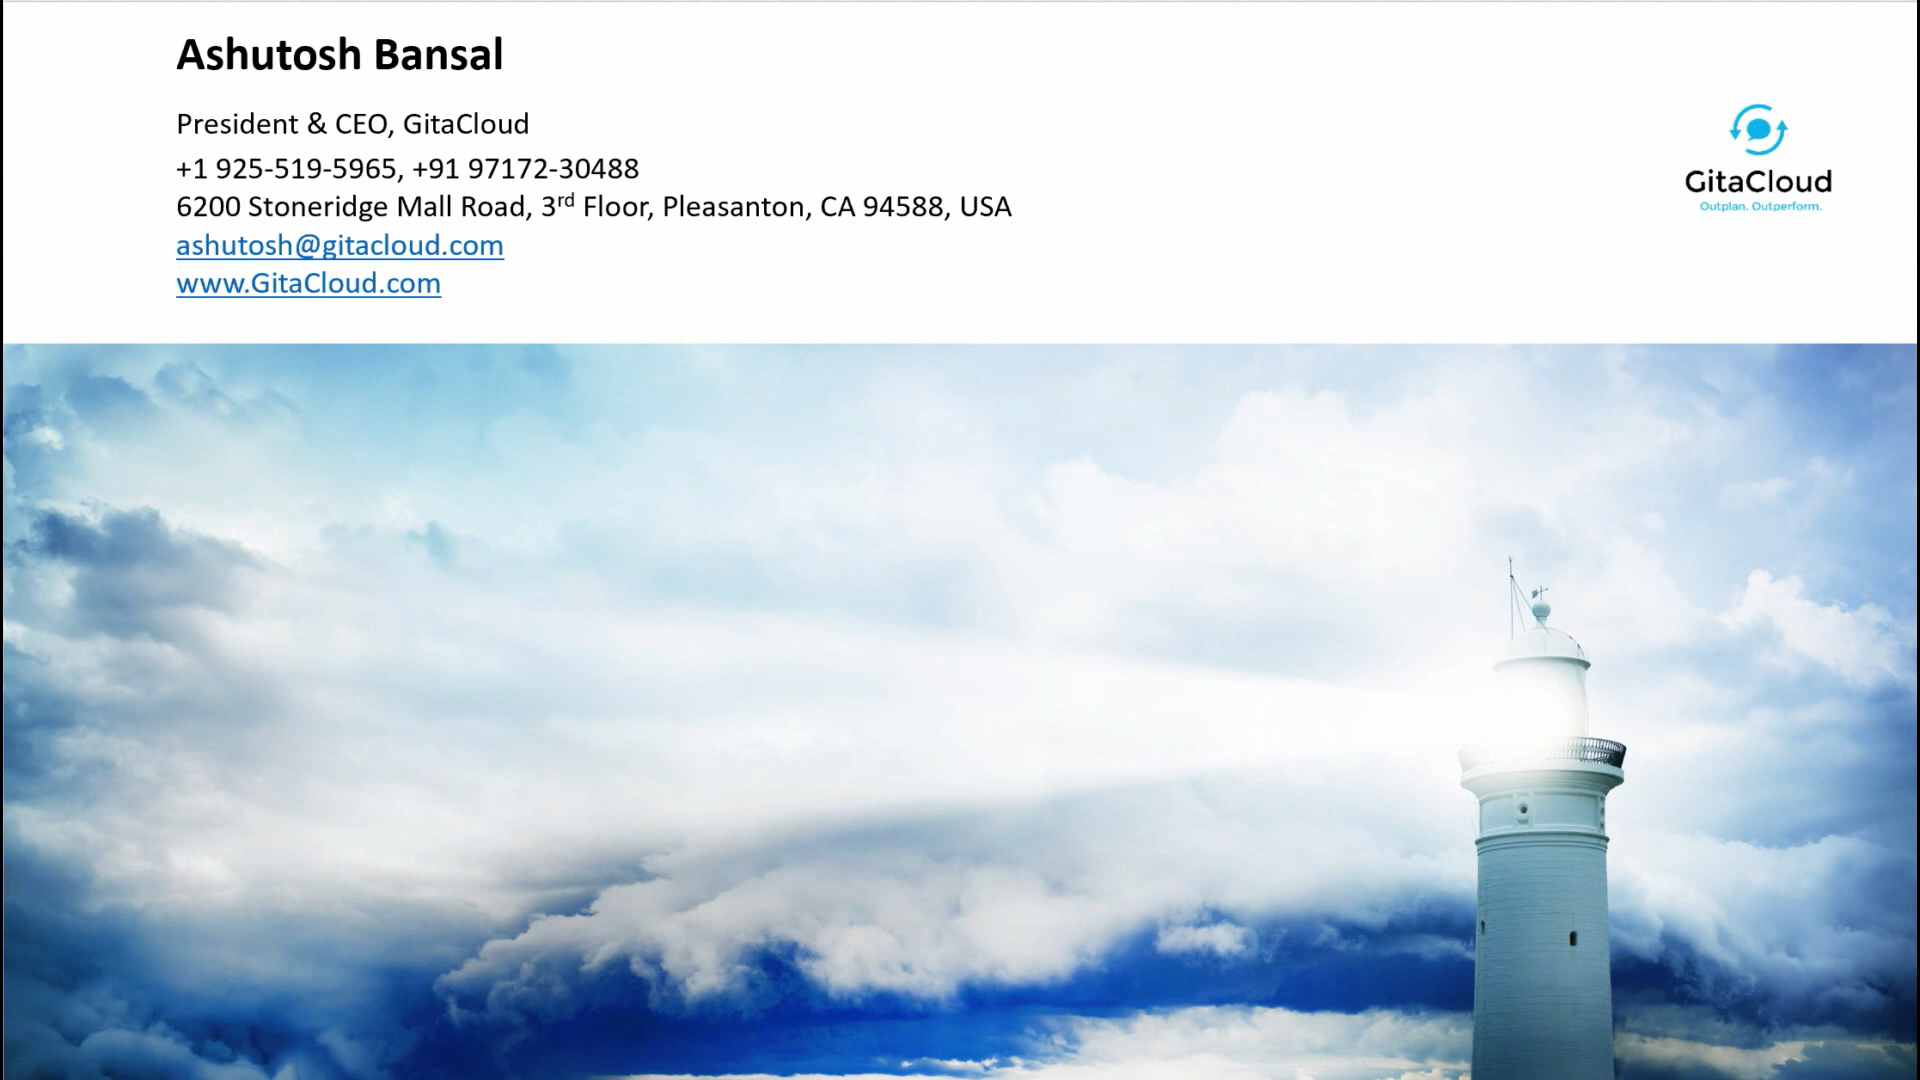 Ashutosh Bansal
President & CEO, GitaCloud
+1 925-519-5965, +91 97172-30488
6200 Stoneridge Mall Road, 3rd Floor, Pleasanton, CA 94588, USA
ashutosh@gitacloud.com
www.GitaCloud.com
GitaCloud
Outplan. Outperform.